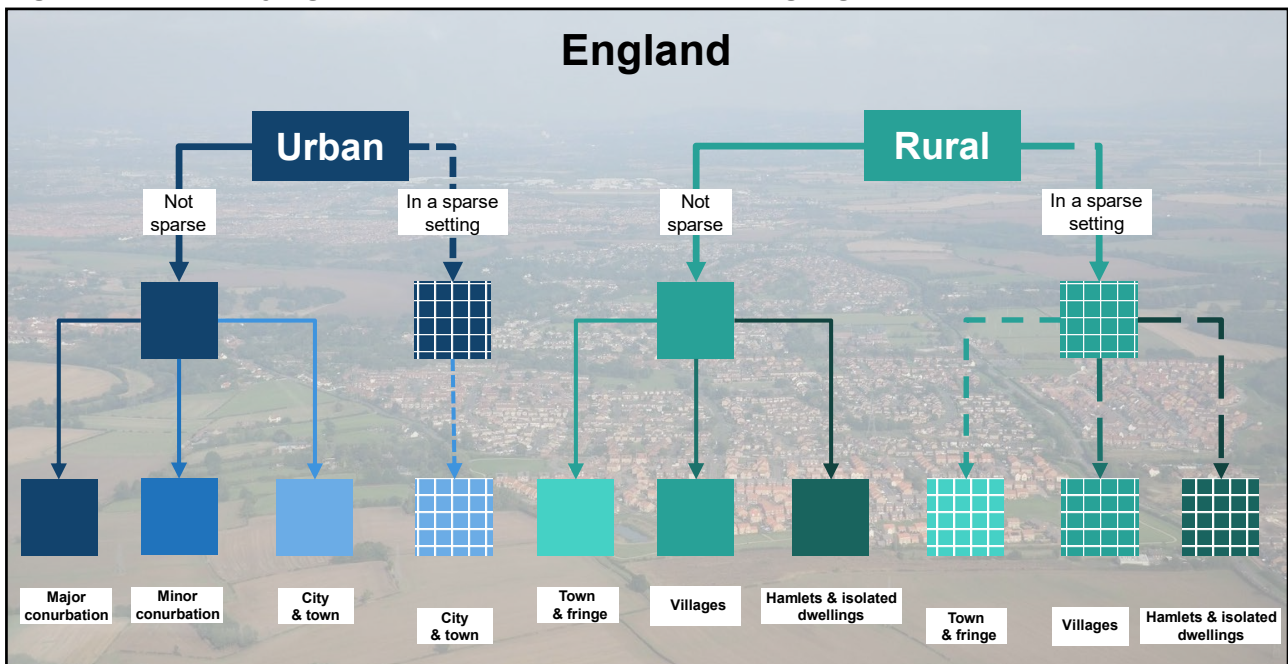 England
Urban
Rural
Not
sparse
In a sparse
setting
Not
sparse
In a sparse
setting
Major
conurbation
Minor
conurbation
City
& town
City
& town
Town
& fringe
Villages
Hamlets & isolated
dwellings
Town
& fringe
Villages
Hamlets & isolated
dwellings